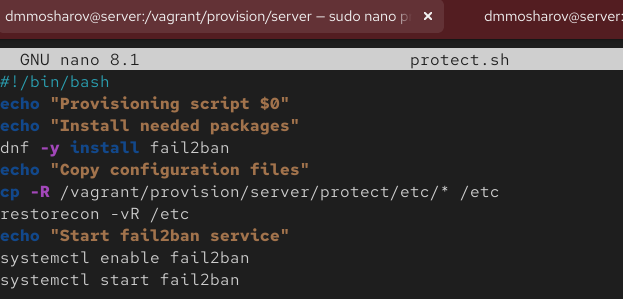 dmmosharov@server:/vagrant/provision/server — sudo nano p × dmmosharov@server:
GNU nano 8.1 protect.sh
#!/bin/bash
echo "Provisioning script $0"
echo "Install needed packages"
dnf -y install fail2ban
echo "Copy configuration files"
cp -R /vagrant/provision/server/protect/etc/* /etc
restorecon -vR /etc
echo "Start fail2ban service"
systemctl enable fail2ban
systemctl start fail2ban